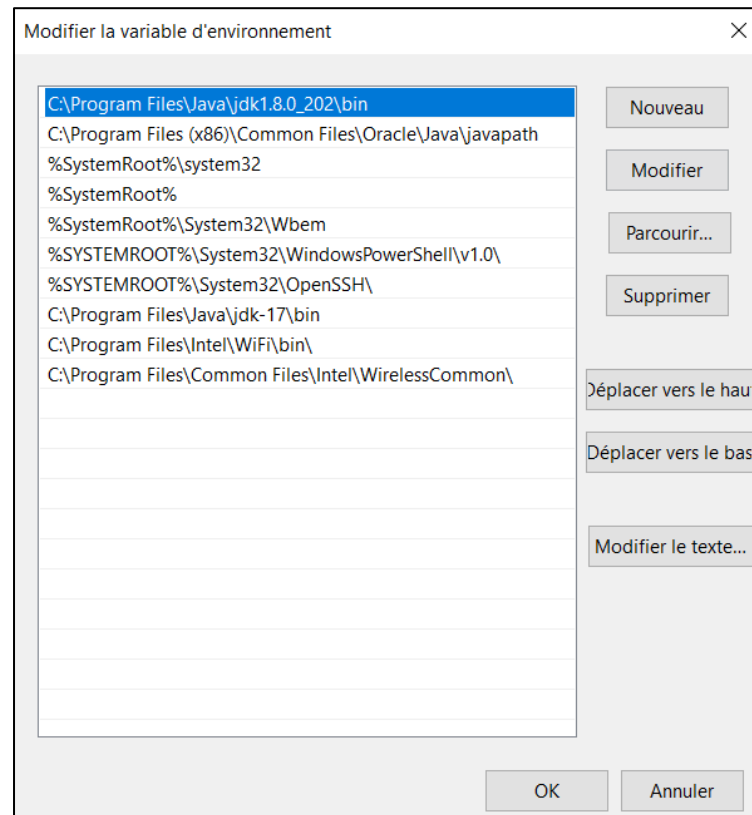 Modifier la variable d'environnement
C:\Program Files\Java\jdk1.8.0_202\bin
C:\Program Files (x86)\Common Files\Oracle\Java\javapath
%SystemRoot%\system32
%SystemRoot%
%SystemRoot%\System32\Wbem
%SYSTEMROOT%\System32\WindowsPowerShell\v1.0\
%SYSTEMROOT%\System32\OpenSSH\
C:\Program Files\Java\jdk-17\bin
C:\Program Files\Intel\WiFi\bin\
C:\Program Files\Common Files\Intel\WirelessCommon\
Nouveau
Modifier
Parcourir...
Supprimer
Déplacer vers le hau
Déplacer vers le bas
Modifier le texte...
OK
Annuler